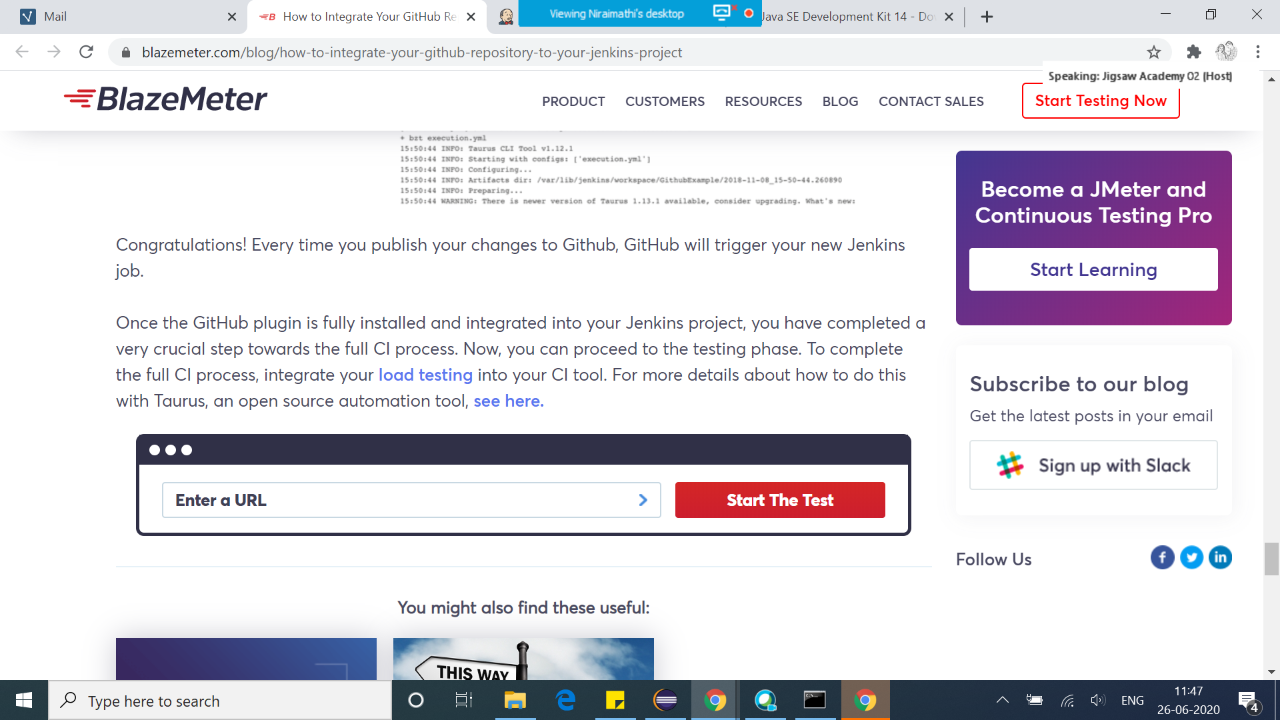 Mail
How to Integrate Your GitHub Re
Viewing Niraimathi's desktop
Java SE Development Kit 14 - Do
blazemeter.com/blog/how-to-integrate-your-github-repository-to-your-jenkins-project
Speaking: Jigsaw Academy 02 (Host)
BlazeMeter
PRODUCT CUSTOMERS RESOURCES BLOG CONTACT SALES
Start Testing Now
+ bzt execution.yml
15:50:44 INFO: Taurus CLI Tool v1.12.1
15:50:44 INFO: Starting with configs: ['execution.yml']
15:50:44 INFO: Configuring...
15:50:44 INFO: Artifacts dir: /var/lib/jenkins/workspace/GithubExample/2018-11-08_15-50-44.260890
15:50:44 INFO: Preparing...
15:50:44 WARNING: There is newer version of Taurus 1.13.1 available, consider upgrading. What's new:
Congratulations! Every time you publish your changes to Github, GitHub will trigger your new Jenkins
job.
Once the GitHub plugin is fully installed and integrated into your Jenkins project, you have completed a
very crucial step towards the full CI process. Now, you can proceed to the testing phase. To complete
the full CI process, integrate your load testing into your CI tool. For more details about how to do this
with Taurus, an open source automation tool, see here.
Enter a URL
Start The Test
You might also find these useful:
THIS WAY
Become a JMeter and
Continuous Testing Pro
Start Learning
Subscribe to our blog
Get the latest posts in your email
Sign up with Slack
Follow Us
Type here to search
ENG
11:47
26-06-2020
4